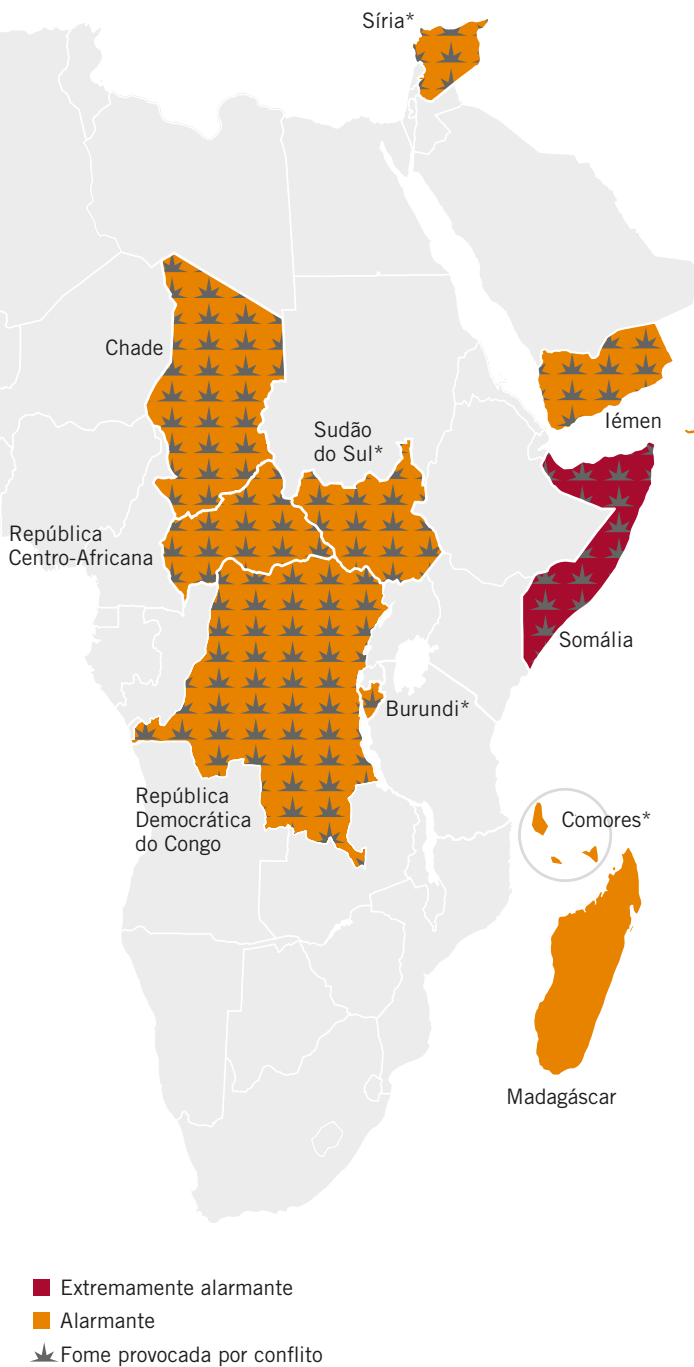 Síria*
Chade
Iémen
Sudão
do Sul*
República
Centro-Africana
Somália
Burundi*
República
Democrática
do Congo
Comores*
Madagáscar
Extremamente alarmante
Alarmante
Fome provocada por conflito